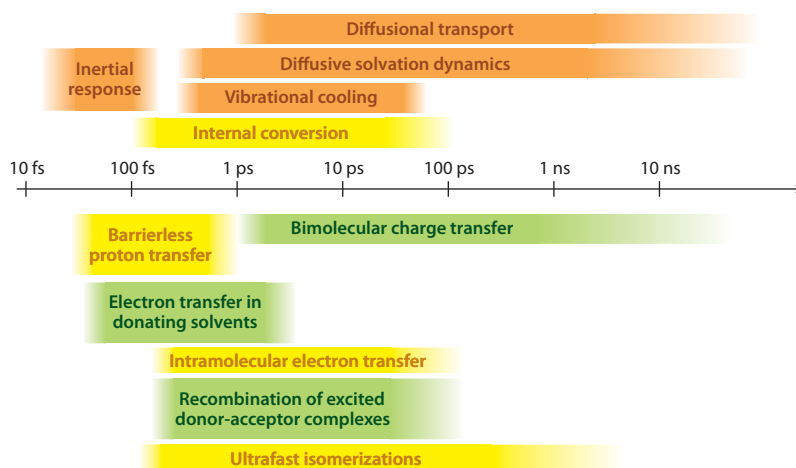 Diffusional transport
Inertial
response
Diffusive solvation dynamics
Vibrational cooling
Internal conversion
10 fs 100 fs 1 ps 10 ps 100 ps 1 ns 10 ns
Barrierless
proton transfer
Bimolecular charge transfer
Electron transfer in
donating solvents
Intramolecular electron transfer
Recombination of excited
donor-acceptor complexes
Ultrafast isomerizations